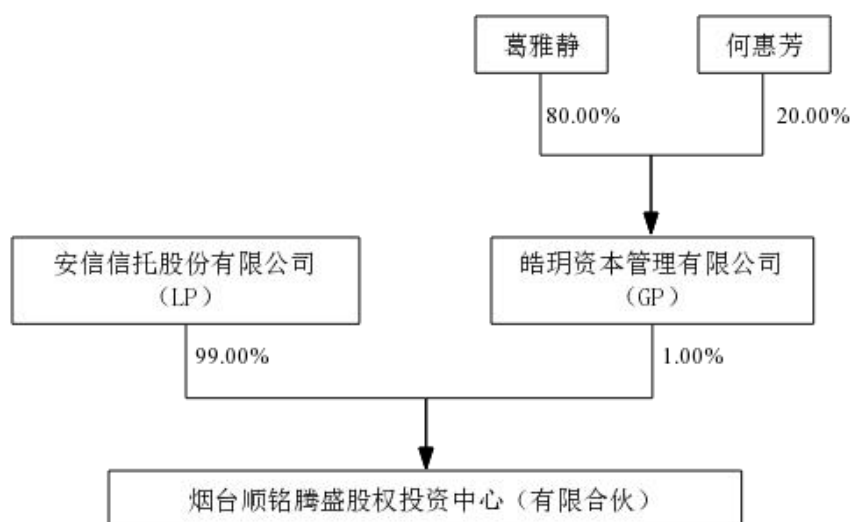 葛雅静
何惠芳
80.00%
20.00%
安信信托股份有限公司
（LP）
皓玥资本管理有限公司
（GP）
99.00%
1.00%
烟台顺铭腾盛股权投资中心（有限合伙）